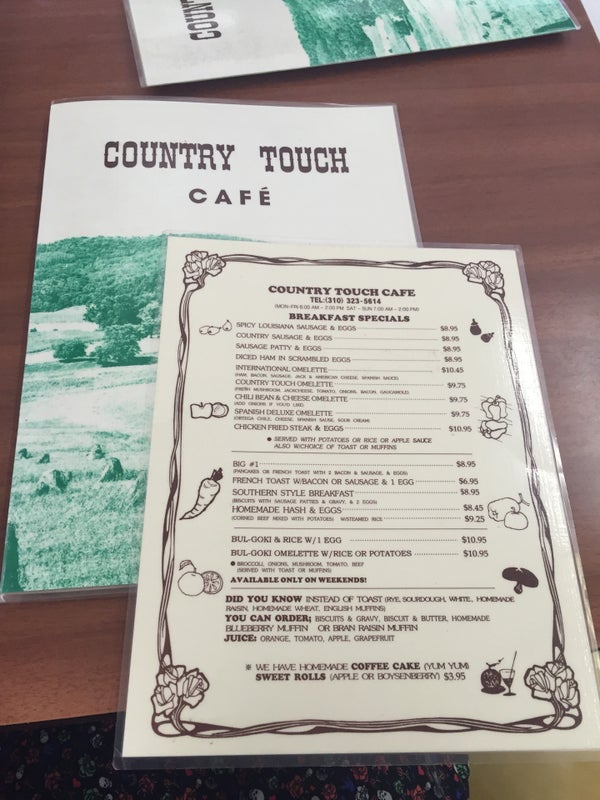 COUN
COUNTRY TOUCH
CAFÉ
COUNTRY TOUCH CAFE
TEL:(310) 323-5614
(MON-FRI 6:00 AM - 2:00 PM SAT - SUN 7:00 AM - 2:00 PM)
BREAKFAST SPECIALS
SPICY LOUISIANA SAUSAGE & EGGS $8.95
COUNTRY SAUSAGE & EGG $8.95
SAUSAGE PATTY & EGGS $8.95
DICED HAM IN SCRAMBLED EGGS $8.95
INTERNATIONAL OMELETTE $10.45
(HAM, BACON, SAUSAGE, JACK & AMERICAN CHEESE, SPANISH SAUCE)
COUNTRY TOUCH OMELETTE $9.75
(FRESH MUSHROOM, JACKCHEESE, TOMATO, ONIONS, BACON, GAUCAMOLE)
CHILI BEAN & CHEESE OMELETTE $9.75
(ADD ONIONS IF YOU'D LIKE)
SPANISH DELUXE OMELETTE $9.75
(ORTEGA CHILE, CHEESE, SPANISH SAUSE, SOUR CREAM)
CHICKEN FRIED STEAK & EGGS $10.95
● SERVED WITH POTATOES OR RICE OR APPLE SAUCE
ALSO W/CHOICE OF TOAST OR MUFFINS
BIG #1 $8.95
(PANCAKES OR FRENCH TOAST WITH 2 BACON & SAUSAGE, & EGGS)
FRENCH TOAST W/BACON OR SAUSAGE & 1 EGG $6.95
SOUTHERN STYLE BREAKFAST $8.95
(BISCUITS WITH SAUSAGE PATTIES & GRAVY, & 2 EGGS)
HOMEMADE HASH & EGGS $8.45
(CORNED BEEF MIXED WITH POTATOES) W/STEAMED RICE $9.25
BUL-GOKI & RICE W/1 EGG $10.95
BUL-GOKI OMELETTE W/RICE OR POTATOES $10.95
● BROCCOLI, ONIONS, MUSHROOM, TOMATO, BEEF
(SERVED WITH TOAST OR MUFFINS)
AVAILABLE ONLY ON WEEKENDS!
DID YOU KNOW INSTEAD OF TOAST (RYE, SOURDOUGH, WHITE, HOMEMADE
RAISIN, HOMEMADE WHEAT, ENGLISH MUFFINS)
YOU CAN ORDER; BISCUITS & GRAVY, BISCUIT & BUTTER, HOMEMADE
BLUEBERRY MUFFIN OR BRAN RAISIN MUFFIN
JUICE: ORANGE, TOMATO, APPLE, GRAPEFRUIT
※ WE HAVE HOMEMADE COFFEE CAKE (YUM YUM)
SWEET ROLLS (APPLE OR BOYSENBERRY) $3.95